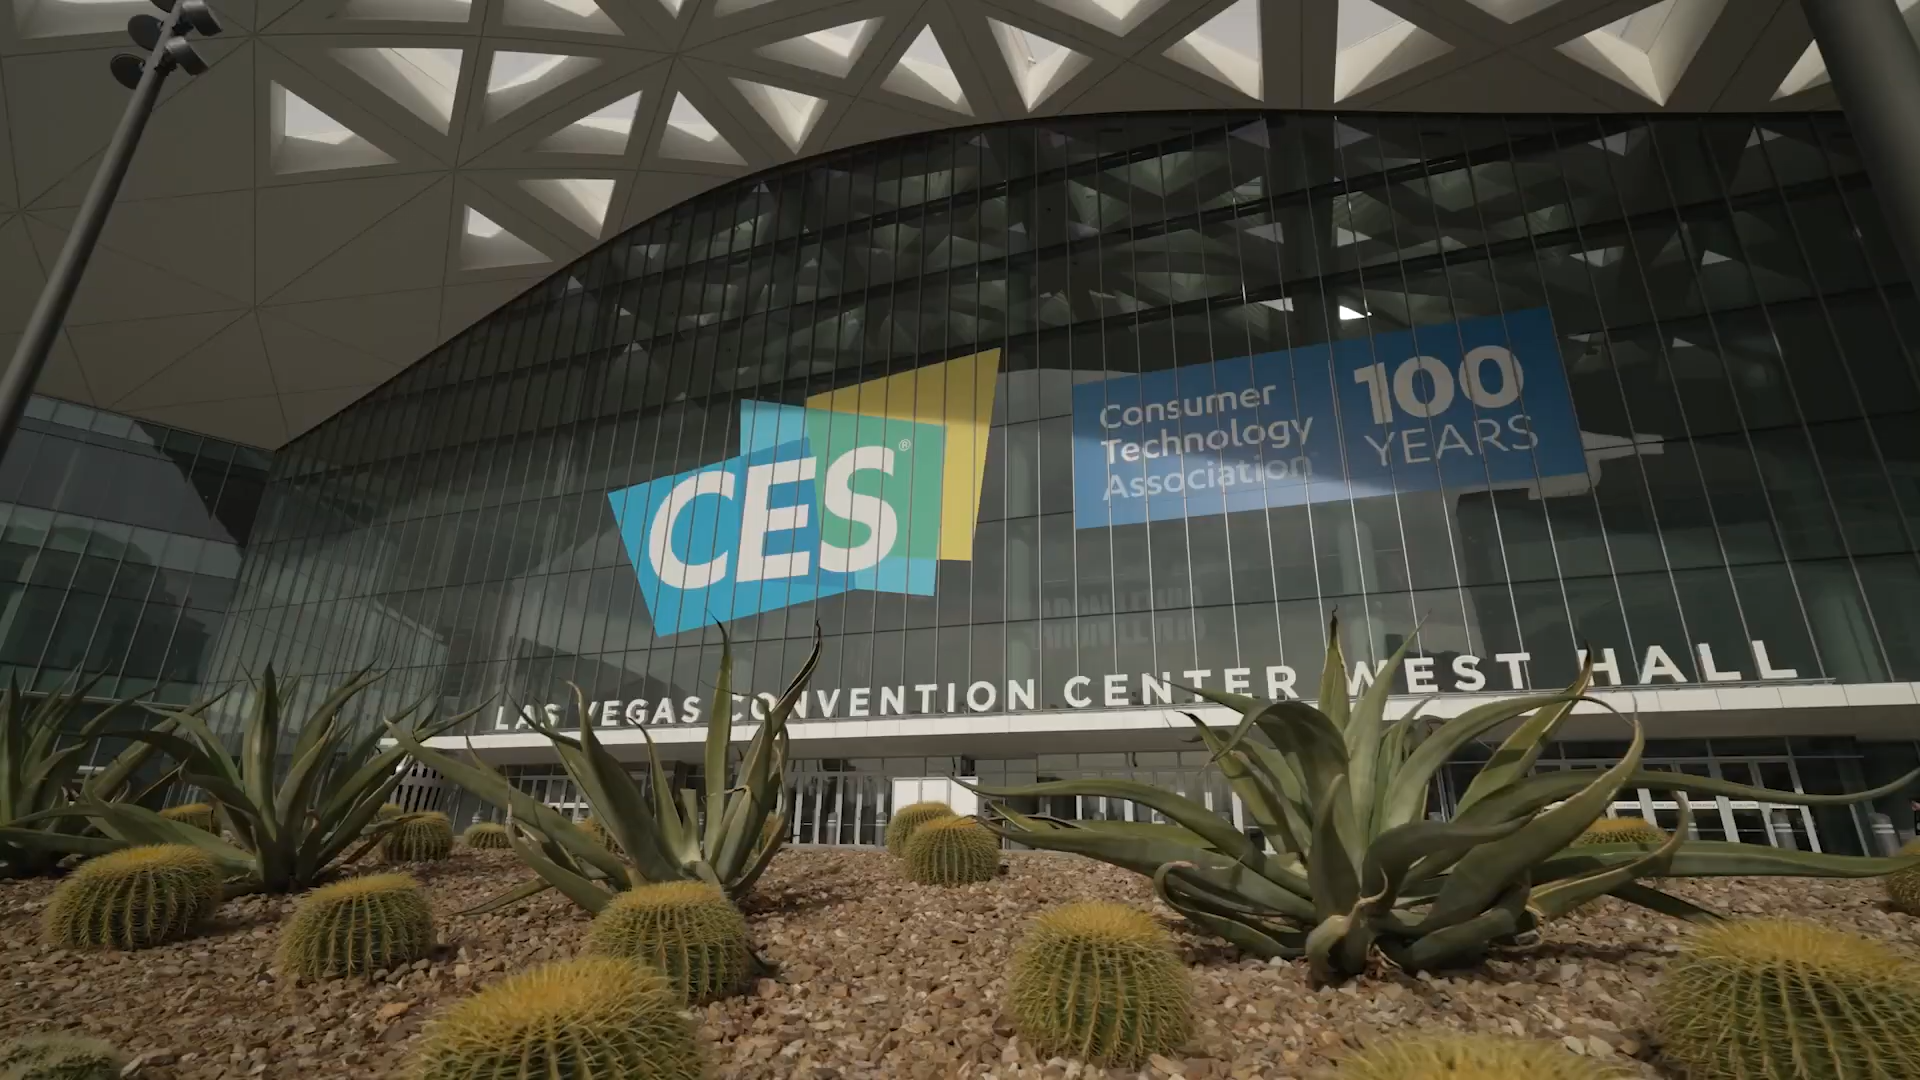 CES®
Consumer
Technology
Association
100
YEARS
LAS VEGAS CONVENTION CENTER WEST HALL